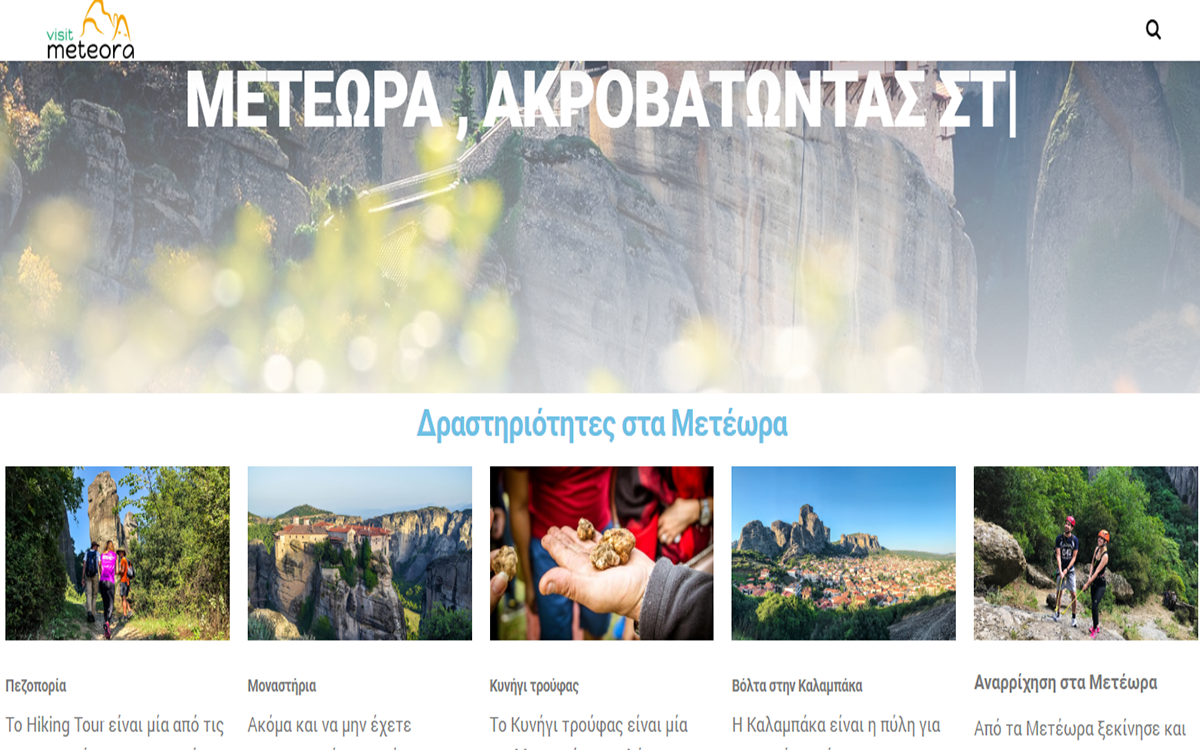 visit
meteora
ΜΕΤΕΩΡΑ , ΑΚΡΟΒΑΤΩΝΤΑΣ ΣΤ|
Δραστηριότητες στα Μετέωρα
Πεζοπορία
Μοναστήρια
Κυνήγι τρούφας
Βόλτα στην Καλαμπάκα
Αναρρίχηση στα Μετέωρα
Το Hiking Tour είναι μία από τις
Ακόμα και να μην έχετε
Το Κυνήγι τρούφας είναι μία
Η Καλαμπάκα είναι η πύλη για
Από τα Μετέωρα ξεκίνησε και